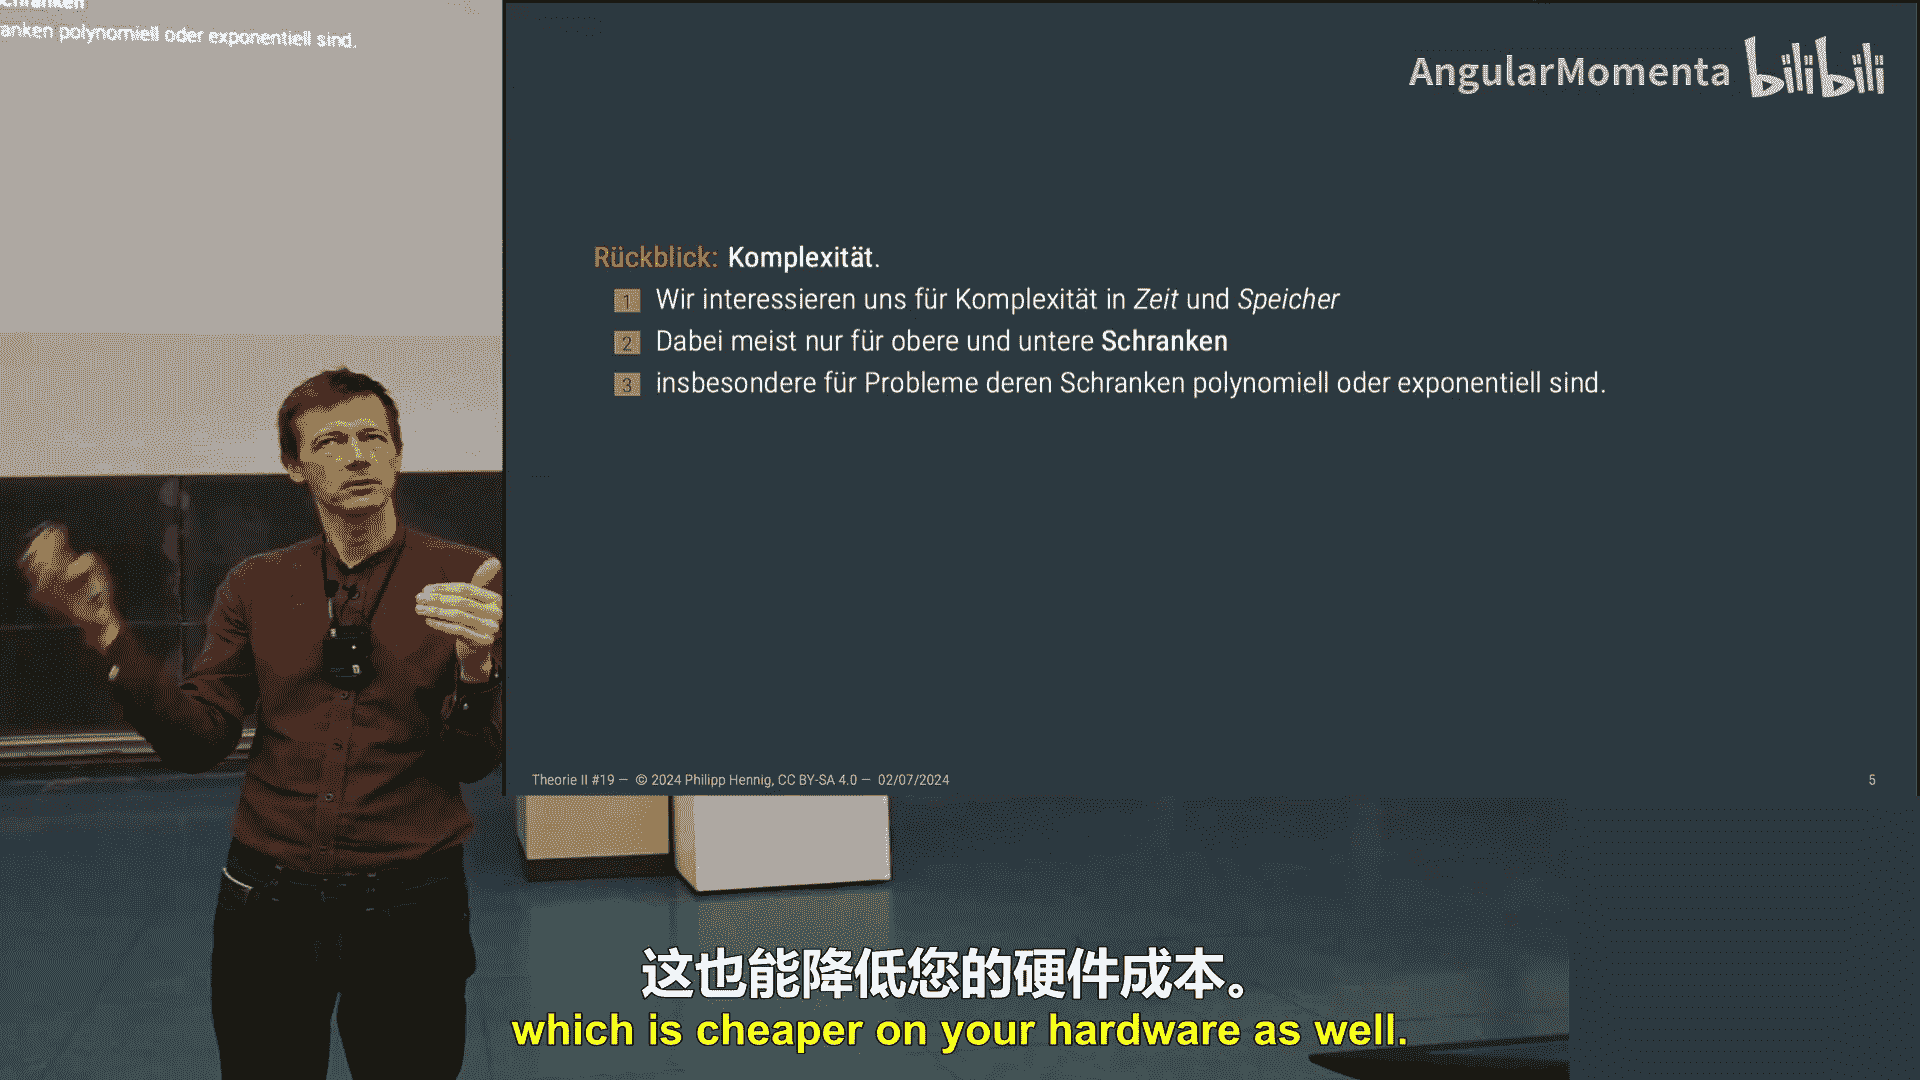 Schranken
anken polynomiell oder exponentiell sind.
AngularMomenta bilibili
Rückblick: Komplexität.
1 Wir interessieren uns für Komplexität in Zeit und Speicher
2 Dabei meist nur für obere und untere Schranken
3 insbesondere für Probleme deren Schranken polynomiell oder exponentiell sind.
Theorie II #19 — © 2024 Philipp Hennig, CC BY-SA 4.0 — 02/07/2024
5
这也能降低您的硬件成本。
which is cheaper on your hardware as well.